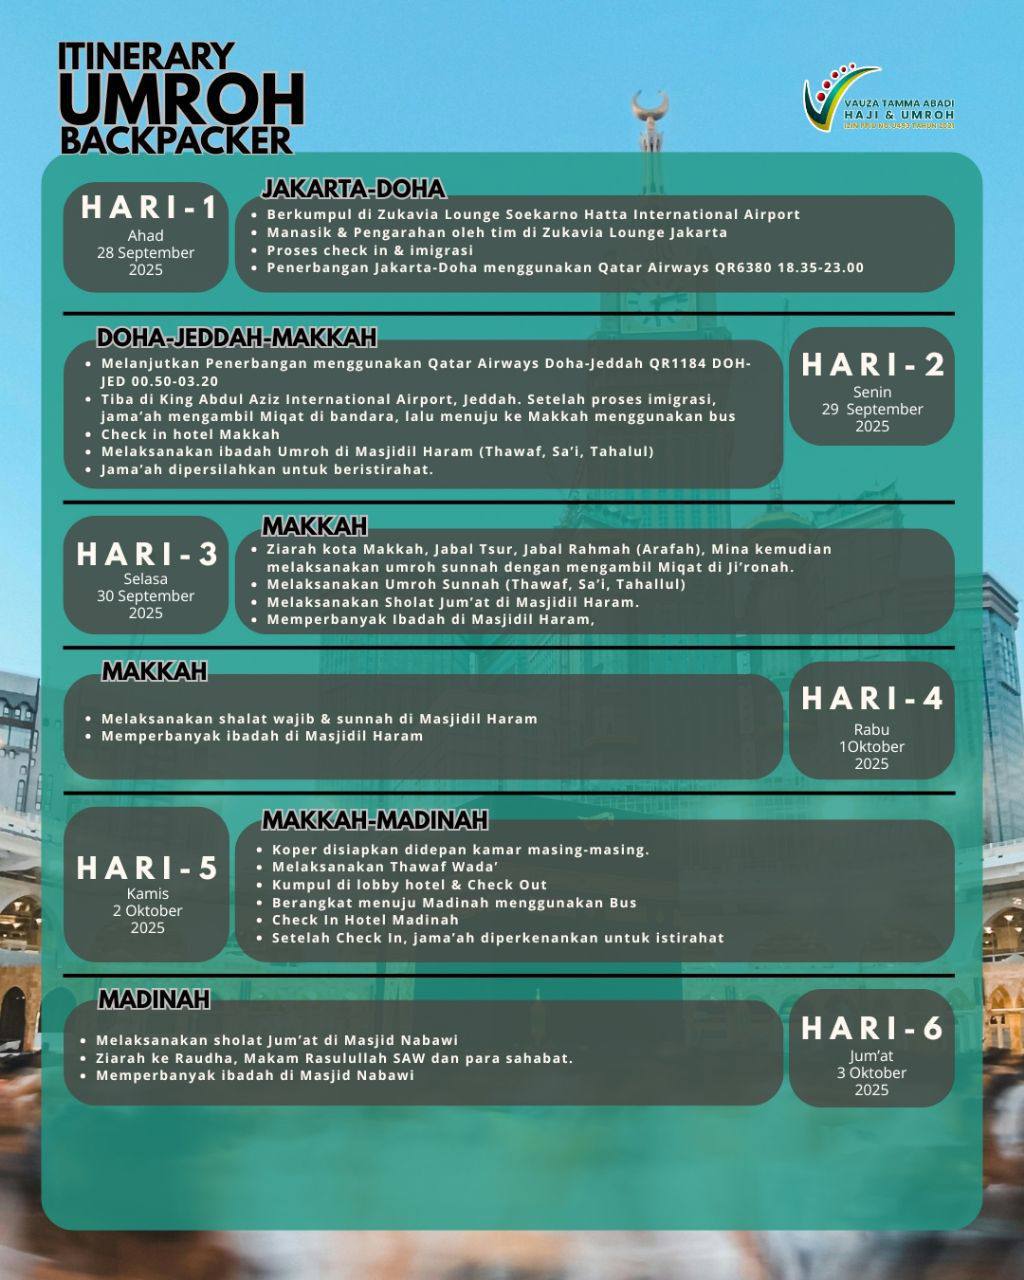 ITINERARY
UMROH
BACKPACKER
VAUZA TAMMA ABADI
HAJI & UMROH
HARI-1
Ahad
28 September
2025
JAKARTA-DOHA
• Berkumpul di Zukavia Lounge Soekarno Hatta International Airport
• Manasik & Pengarahan oleh tim di Zukavia Lounge Jakarta
• Proses check in & imigrasi
• Penerbangan Jakarta-Doha menggunakan Qatar Airways QR6380 18.35-23.00
DOHA-JEDDAH-MAKKAH
• Melanjutkan Penerbangan menggunakan Qatar Airways Doha-Jeddah QR1184 DOH-
JED 00.50-03.20
• Tiba di King Abdul Aziz International Airport, Jeddah. Setelah proses imigrasi,
jama’ah mengambil Miqat di bandara, lalu menuju ke Makkah menggunakan bus
• Check in hotel Makkah
• Melaksanakan ibadah Umroh di Masjidil Haram (Thawaf, Sa’i, Tahalul)
• Jama’ah dipersilahkan untuk beristirahat.
HARI-2
Senin
29 September
2025
HARI-3
Selasa
30 September
2025
MAKKAH
• Ziarah kota Makkah, Jabal Tsur, Jabal Rahmah (Arafah), Mina kemudian
melaksanakan umroh sunnah dengan mengambil Miqat di Ji’ronah.
• Melaksanakan Umroh Sunnah (Thawaf, Sa’i, Tahallul)
• Melaksanakan Sholat Jum’at di Masjidil Haram.
• Memperbanyak Ibadah di Masjidil Haram,
MAKKAH
• Melaksanakan shalat wajib & sunnah di Masjidil Haram
• Memperbanyak ibadah di Masjidil Haram
HARI-4
Rabu
1Oktober
2025
HARI-5
Kamis
2 Oktober
2025
MAKKAH-MADINAH
• Koper disiapkan didepan kamar masing-masing.
• Melaksanakan Thawaf Wada’
• Kumpul di lobby hotel & Check Out
• Berangkat menuju Madinah menggunakan Bus
• Check In Hotel Madinah
• Setelah Check In, jama’ah diperkenankan untuk istirahat
MADINAH
• Melaksanakan sholat Jum’at di Masjid Nabawi
• Ziarah ke Raudha, Makam Rasulullah SAW dan para sahabat.
• Memperbanyak ibadah di Masjid Nabawi
HARI-6
Jum’at
3 Oktober
2025